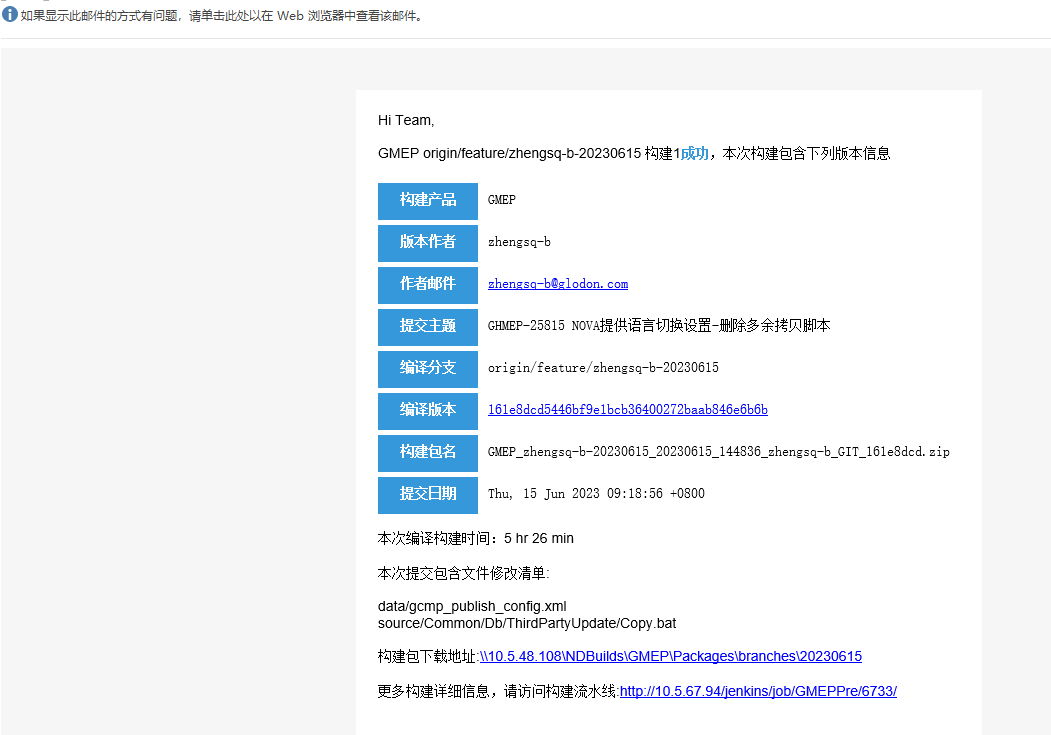 如果显示此邮件的方式有问题，请单击此处以在 Web 浏览器中查看该邮件。
Hi Team,
GMEP origin/feature/zhengsq-b-20230615 构建1成功，本次构建包含下列版本信息
构建产品 GMEP
版本作者 zhengsq-b
作者邮件 zhengsq-b@glodon.com
提交主题 GHMEP-25815 NOVA提供语言切换设置-删除多余拷贝脚本
编译分支 origin/feature/zhengsq-b-20230615
编译版本 161e8dcd5446bf9e1bcb36400272baab846e6b6b
构建包名 GMEP_zhengsq-b-20230615_20230615_144836_zhengsq-b_GIT_161e8dcd.zip
提交日期 Thu, 15 Jun 2023 09:18:56 +0800
本次编译构建时间：5 hr 26 min
本次提交包含文件修改清单:
data/gcmp_publish_config.xml
source/Common/Db/ThirdPartyUpdate/Copy.bat
构建包下载地址:\\10.5.48.108\NDBuilds\GMEP\Packages\branches\20230615
更多构建详细信息，请访问构建流水线:http://10.5.67.94/jenkins/job/GMEPPre/6733/